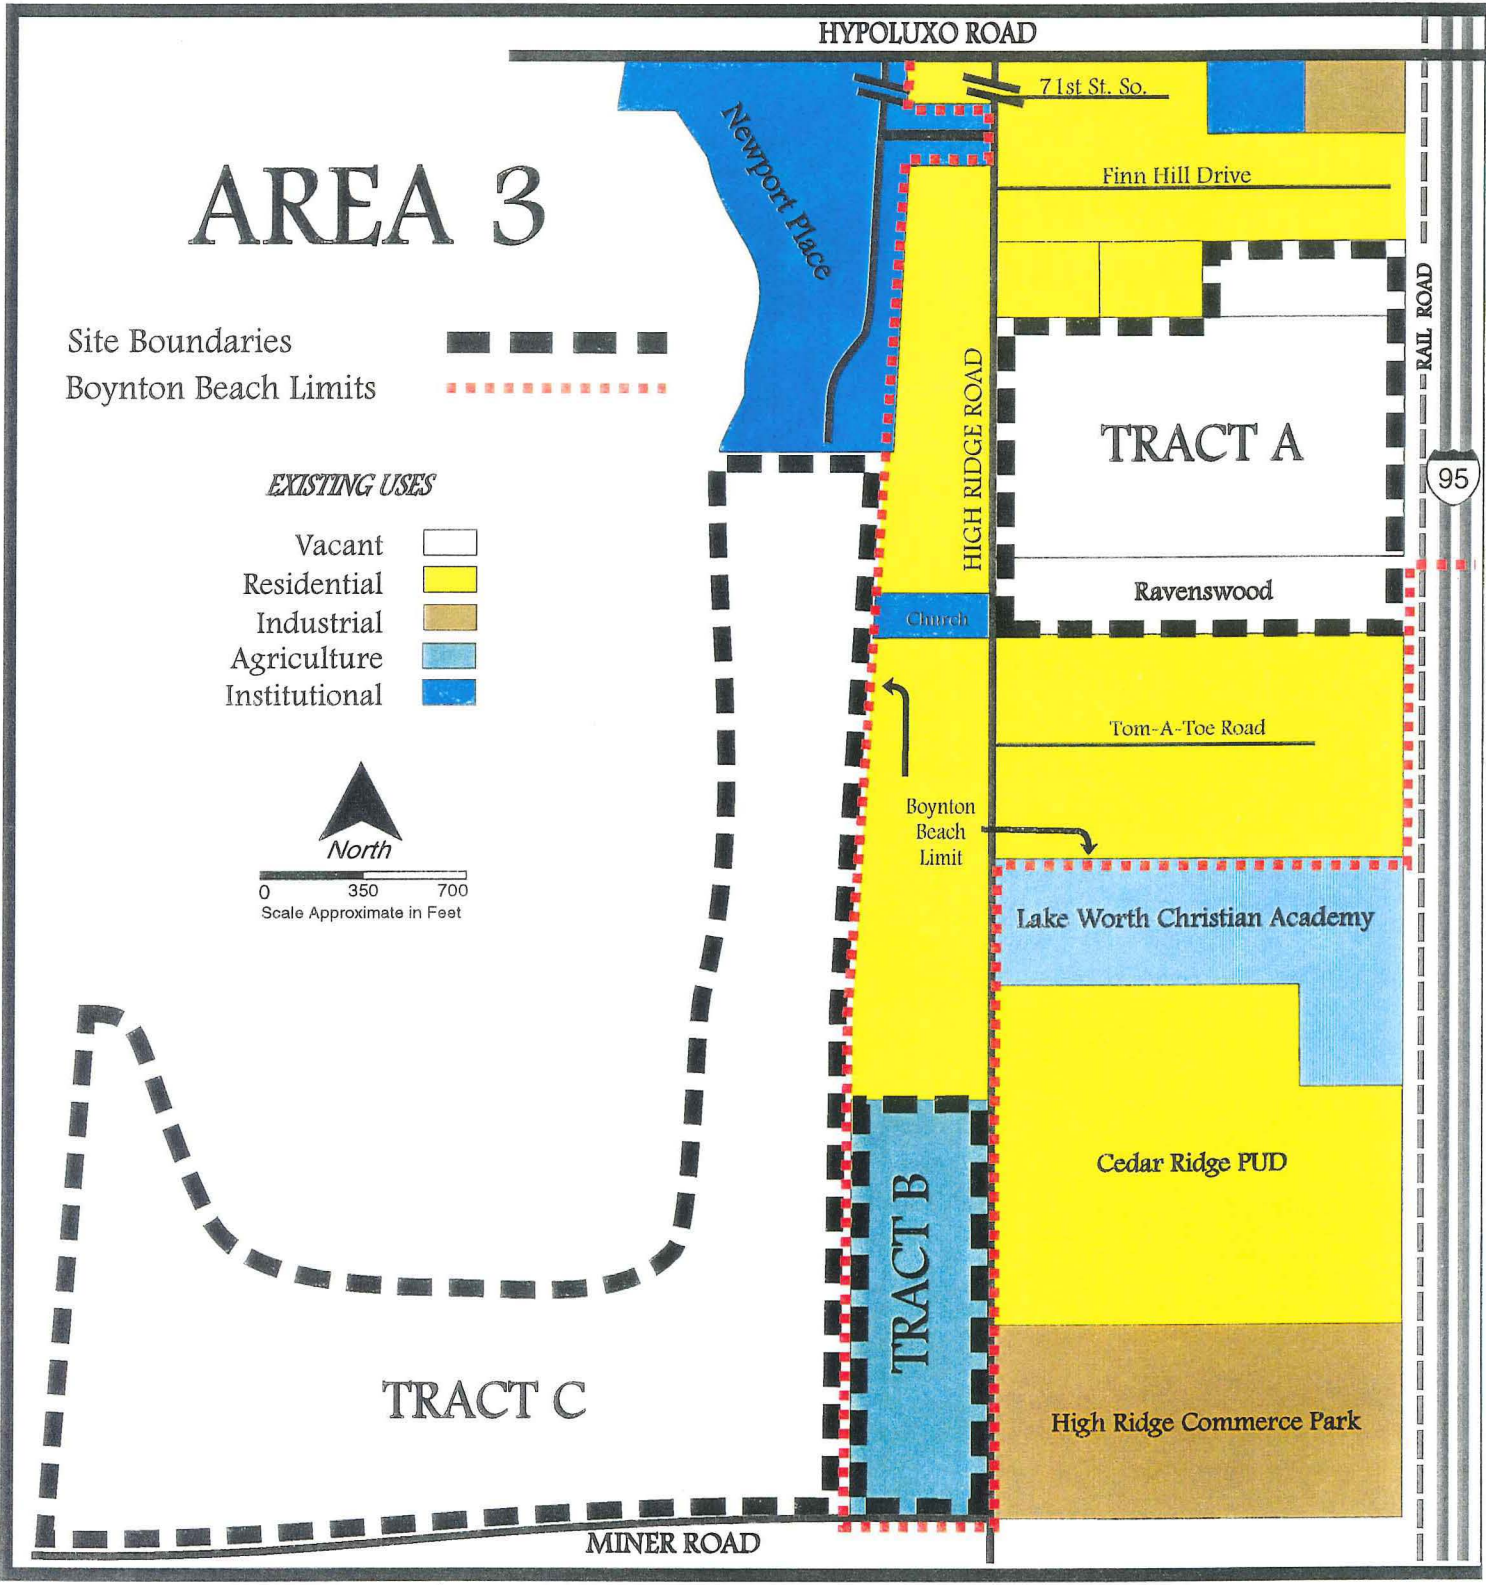 HYPOLUXO ROAD
71st St. So.
Newport Place
Finn Hill Drive
AREA 3
RAIL ROAD
Site Boundaries
Boynton Beach Limits
HIGH RIDGE ROAD
TRACT A
95
EXISTING USES
Vacant
Residential
Industrial
Agriculture
Institutional
Ravenswood
Church
Tom-A-Toe Road
Boynton
Beach
Limit
North
0 350 700
Scale Approximate in Feet
Lake Worth Christian Academy
Cedar Ridge PUD
TRACT B
TRACT C
High Ridge Commerce Park
MINER ROAD